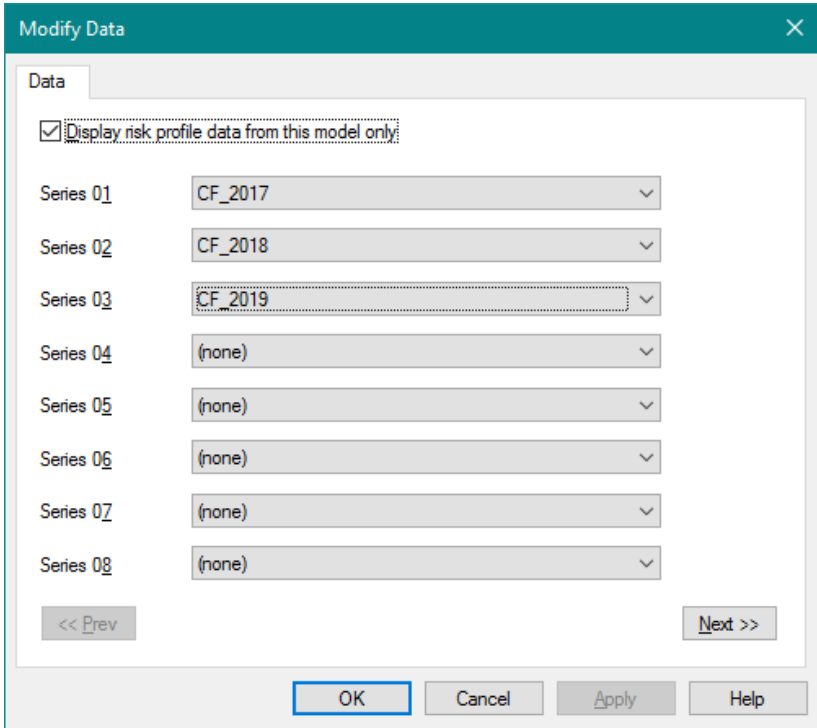 Modify Data
Data
Display risk profile data from this model only
Series 01 CF_2017
Series 02 CF_2018
Series 03 CF_2019
Series 04 (none)
Series 05 (none)
Series 06 (none)
Series 07 (none)
Series 08 (none)
<< Prev Next >>
OK Cancel Apply Help